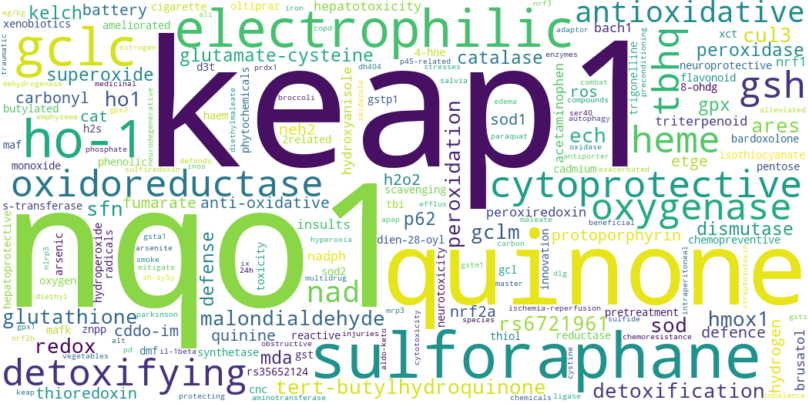 mg/kg xenobiotics kelch battery cigarette ameliorated ali oltipraz iron hepatotoxicity copd nrf3 antioxidative
traumatic gclc electrophilic adaptor bach1 xct cul3
nitrogen glutamate-cysteine 4-hne p45-related stresses enzymes peroxidase
dehydrogenase superoxide d3t prdx1 dh404 catalase preconditioning neuroprotective nrf1
carbonyl ho1 phytochemicals broccoli imidazole salvia combat trigonelline tbhq flavonoid gsh
butylated medicinal keap1 acetaminophen ros compounds 8-ohdg
cat haem diethylmalate gstp1 edema sod1 ser40 gpx alleviated
emphysema h2s neh2 hydroxyanisole paraquat autophagy triterpenoid ares
maf ho-1 phosphate 2related ech oxidase heme bardoxolone
monoxide phenolic defends inos antiporter etge isothiocyanate
neurodegenerative sulfiredoxin peroxidation cadmium exacerbated pentose
oxidoreductase h2o2 scavenging cytoprotective
s-transferase fumarate anti-oxidative tbi efflux oxygenase
sfn apap p62 peroxiredoxin maleate beneficial dismutase
hepatoprotective arsenic hydroperoxide radicals gsta1 insults hyperoxia gclm carbon protoporphyrin chemopreventive
nqo1 arsenite defense toxicity nadph dien-28-oyl gstm1 innovation quinone
nlrp3 oxygen smoke mitigate ix 24h sod2 multidrug neurotoxicity gcl dlg intraperitoneal streptozotocin
diethyl sh-sy5y nad mrp3 master ischemia-reperfusion
glutathione parkinson malondialdehyde nrf2a species sulfide pretreatment hmox1 gsts
gpx1 mafk znpp cddo-im quinine reactive injuries cytotoxicity rs6721961 sod defence
nrf2b alt synthetase obstructive aldo-keto thiol reductase chemoresistance hydrogen brusatol
redox vegetables pd dmf il-1beta mda gst sulforaphane cystine
detoxifying rs35652124 cnc tert-butylhydroquinone detoxification imbalance
keap protecting thioredoxin aminotransferase chemicals ligase